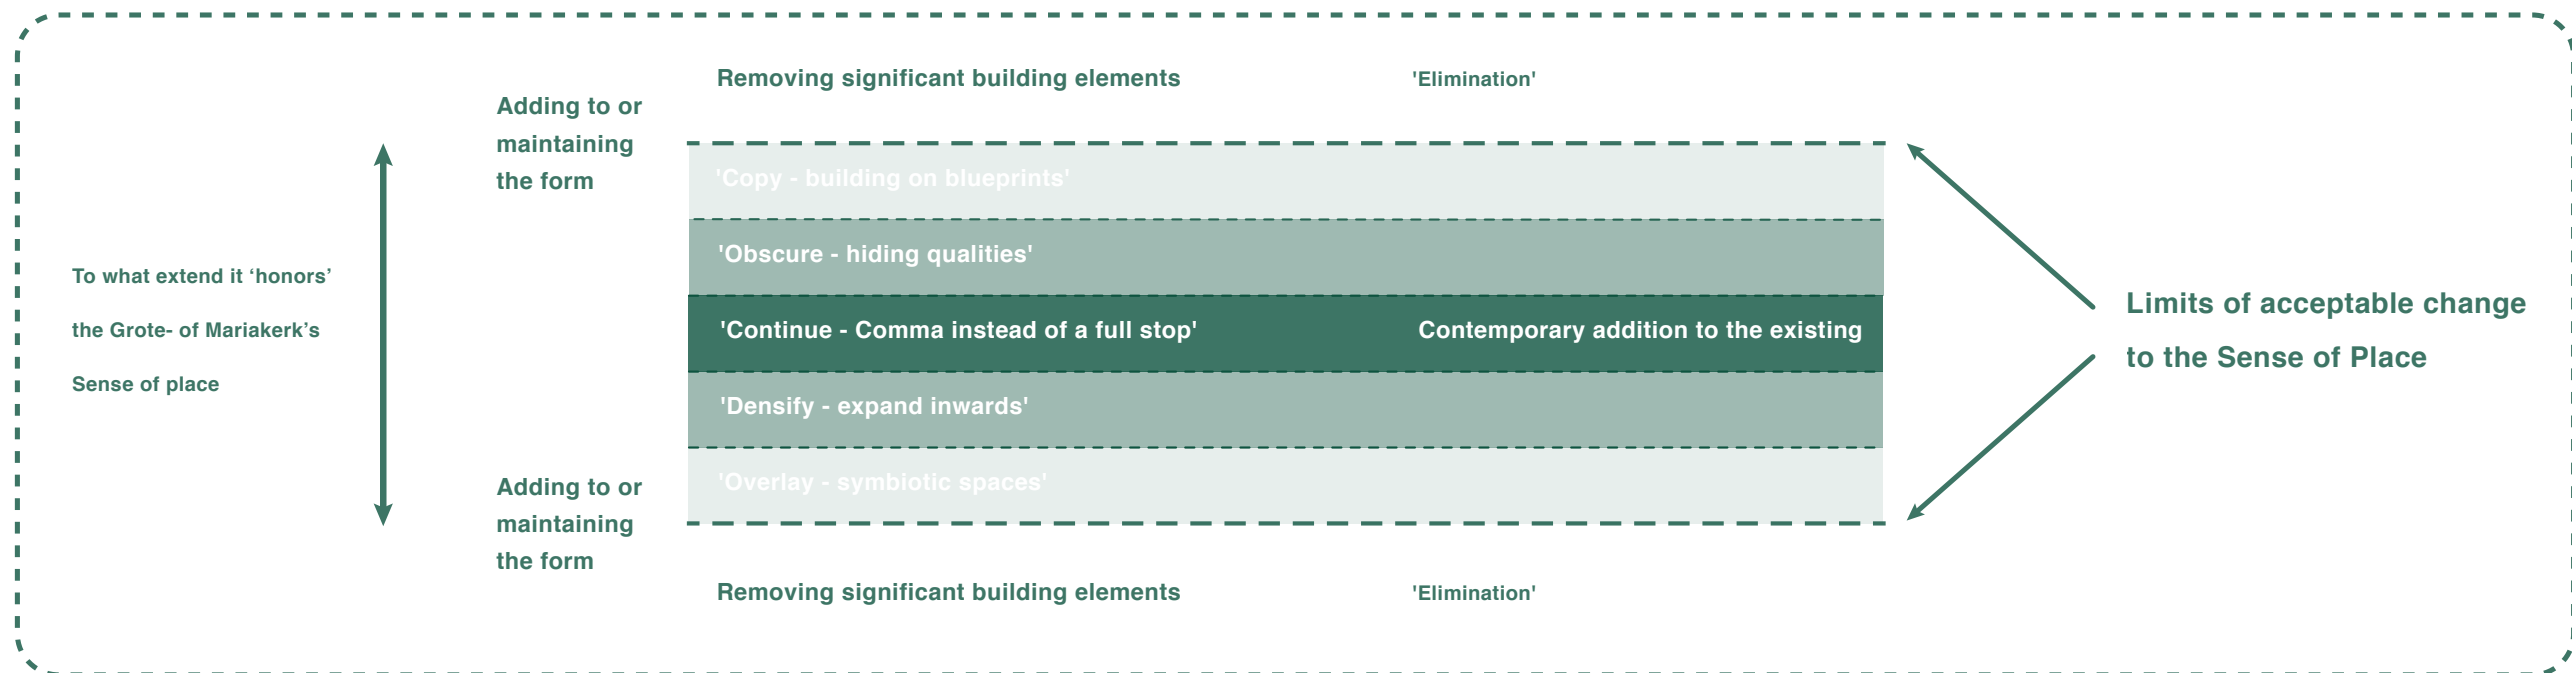 Removing significant building elements
'Elimination'
Adding to or
maintaining
the form
'Copy - building on blueprints'
'Obscure - hiding qualities'
To what extend it ‘honors’
the Grote- of Mariakerk’s
Sense of place
'Continue - Comma instead of a full stop'
Contemporary addition to the existing
Limits of acceptable change
to the Sense of Place
'Densify - expand inwards'
'Overlay - symbiotic spaces'
Adding to or
maintaining
the form
Removing significant building elements
'Elimination'